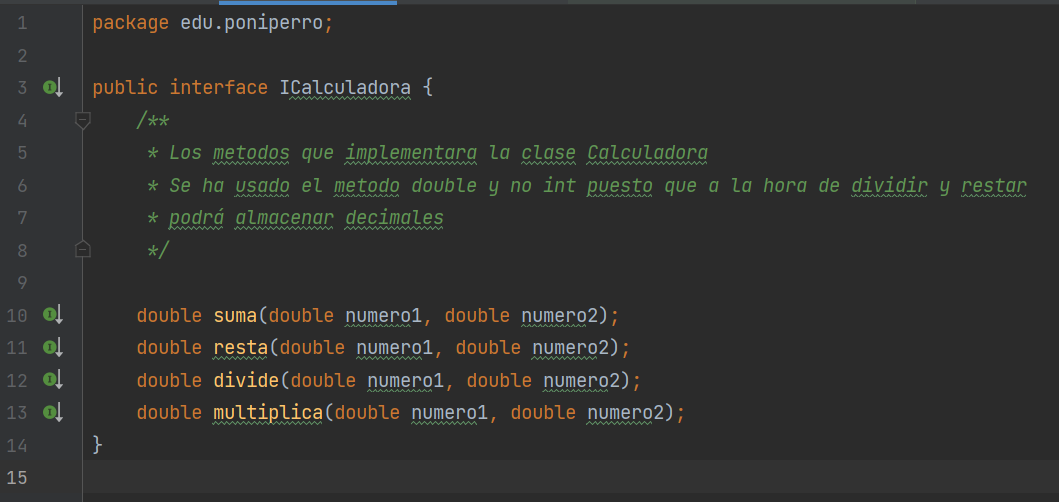 1 package edu.poniperro;
2
3 public interface ICalculadora {
4 /**
5 * Los metodos que implementara la clase Calculadora
6 * Se ha usado el metodo double y no int puesto que a la hora de dividir y restar
7 * podrá almacenar decimales
8 */
9
10 double suma(double numero1, double numero2);
11 double resta(double numero1, double numero2);
12 double divide(double numero1, double numero2);
13 double multiplica(double numero1, double numero2);
14 }
15